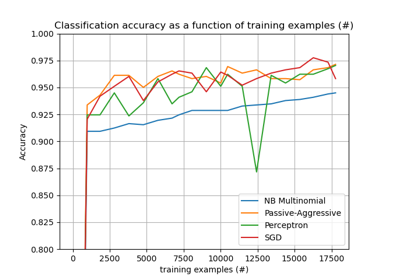 Classification accuracy as a function of training examples (#)
1.000
0.975
0.950
0.925
0.900
0.875
0.850
0.825
0.800
Accuracy
NB Multinomial
Passive-Aggressive
Perceptron
SGD
0 2500 5000 7500 10000 12500 15000 17500
training examples (#)